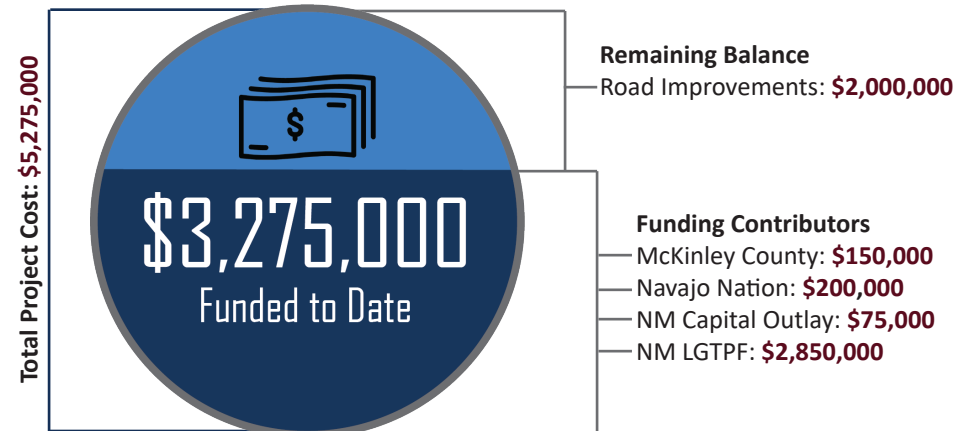 Total Project Cost: $5,275,000
$
$3,275,000
Funded to Date
Remaining Balance
Road Improvements: $2,000,000
Funding Contributors
McKinley County: $150,000
Navajo Nation: $200,000
NM Capital Outlay: $75,000
NM LGTPF: $2,850,000